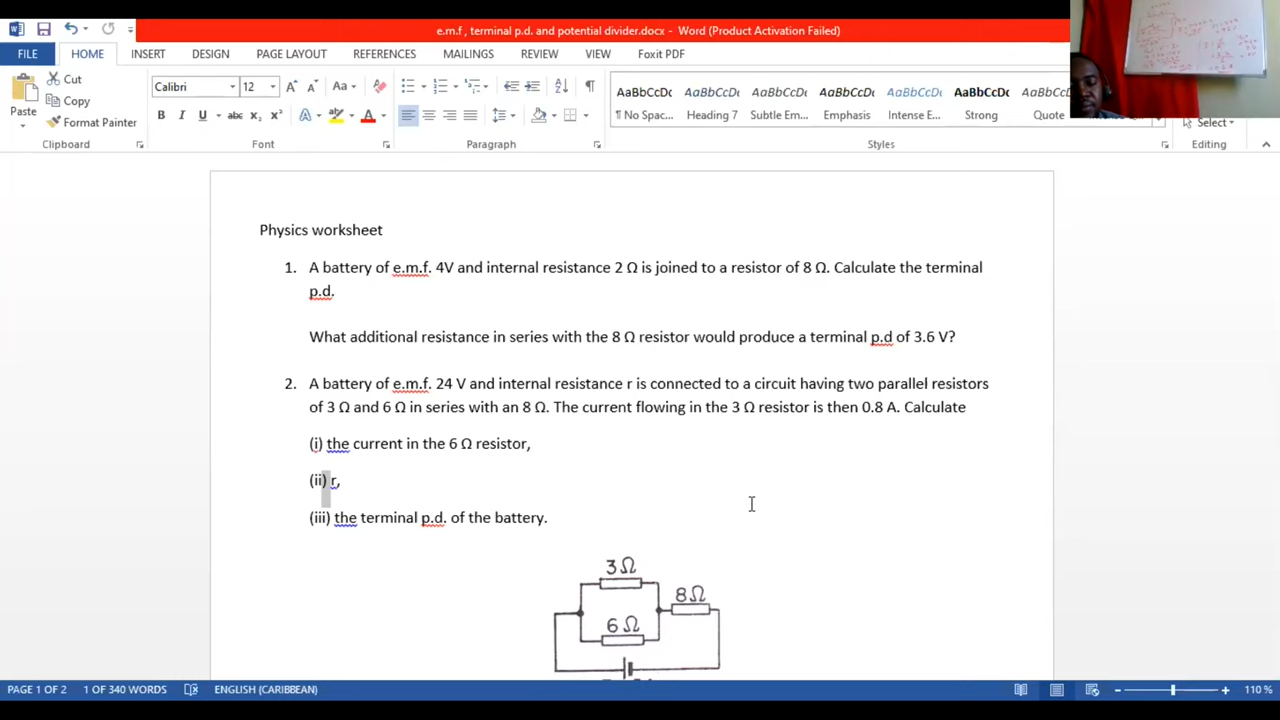 e.m.f , terminal p.d. and potential divider.docx - Word (Product Activation Failed)
FILE HOME INSERT DESIGN PAGE LAYOUT REFERENCES MAILINGS REVIEW VIEW Foxit PDF
Cut
Copy
Format Painter
Paste
Clipboard
Calibri 12
Font
Paragraph
AaBbCcDc AaBbCcDc AaBbCcDc AaBbCcDc AaBbCcDc AaBbCcDc AaBbCcDc
¶ No Spac... Heading 7 Subtle Em... Emphasis Intense E... Strong Quote
Styles
Select
Editing
Physics worksheet
1. A battery of e.m.f. 4V and internal resistance 2 Ω is joined to a resistor of 8 Ω. Calculate the terminal
p.d.
What additional resistance in series with the 8 Ω resistor would produce a terminal p.d of 3.6 V?
2. A battery of e.m.f. 24 V and internal resistance r is connected to a circuit having two parallel resistors
of 3 Ω and 6 Ω in series with an 8 Ω. The current flowing in the 3 Ω resistor is then 0.8 A. Calculate
(i) the current in the 6 Ω resistor,
(ii) r,
(iii) the terminal p.d. of the battery.
3Ω
8Ω
6Ω
PAGE 1 OF 2 1 OF 340 WORDS ENGLISH (CARIBBEAN) 110 %